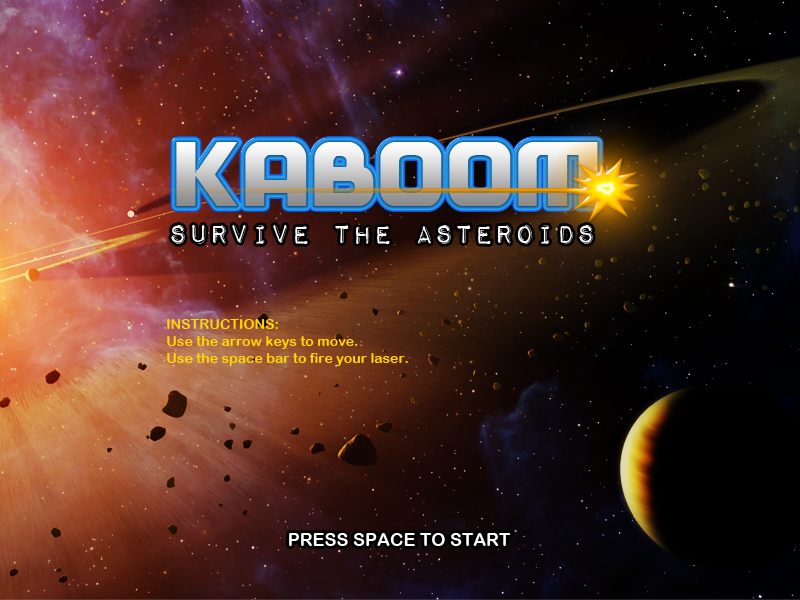 KABOOM
SURVIVE THE ASTEROIDS
INSTRUCTIONS:
Use the arrow keys to move.
Use the space bar to fire your laser.
PRESS SPACE TO START